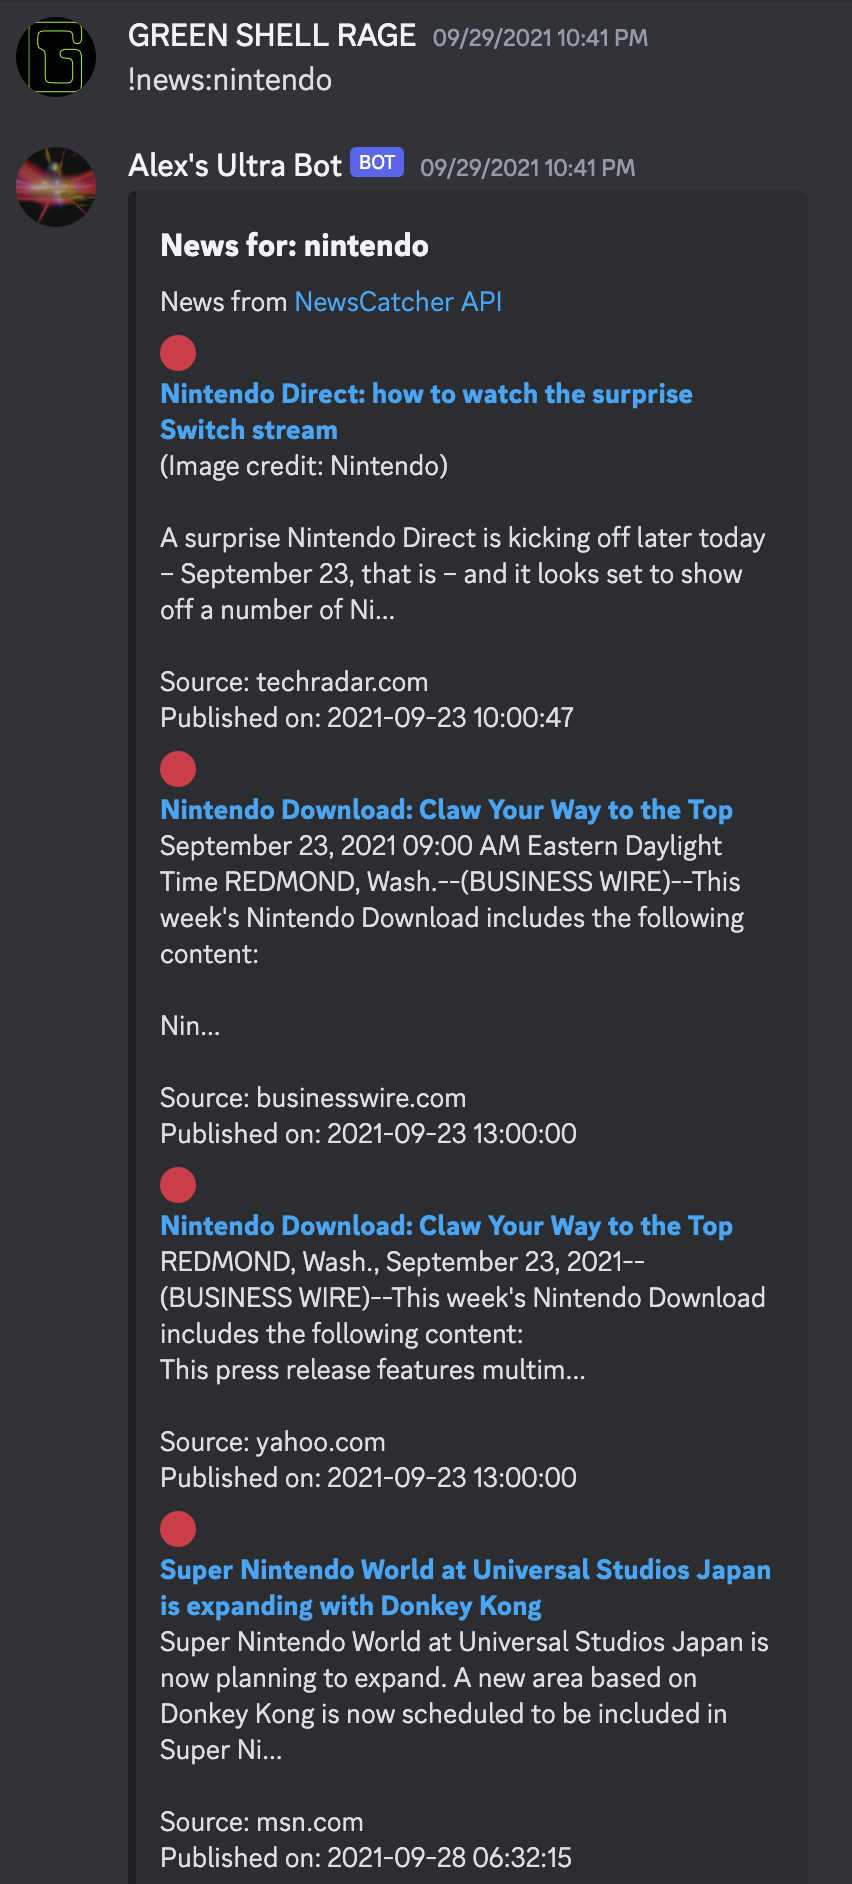 GREEN SHELL RAGE 09/29/2021 10:41 PM
!news:nintendo
Alex's Ultra Bot BOT 09/29/2021 10:41 PM
News for: nintendo
News from NewsCatcher API
Nintendo Direct: how to watch the surprise
Switch stream
(Image credit: Nintendo)
A surprise Nintendo Direct is kicking off later today
– September 23, that is – and it looks set to show
off a number of Ni...
Source: techradar.com
Published on: 2021-09-23 10:00:47
Nintendo Download: Claw Your Way to the Top
September 23, 2021 09:00 AM Eastern Daylight
Time REDMOND, Wash.--(BUSINESS WIRE)--This
week's Nintendo Download includes the following
content:
Nin...
Source: businesswire.com
Published on: 2021-09-23 13:00:00
Nintendo Download: Claw Your Way to the Top
REDMOND, Wash., September 23, 2021--
(BUSINESS WIRE)--This week's Nintendo Download
includes the following content:
This press release features multim...
Source: yahoo.com
Published on: 2021-09-23 13:00:00
Super Nintendo World at Universal Studios Japan
is expanding with Donkey Kong
Super Nintendo World at Universal Studios Japan is
now planning to expand. A new area based on
Donkey Kong is now scheduled to be included in
Super Ni...
Source: msn.com
Published on: 2021-09-28 06:32:15